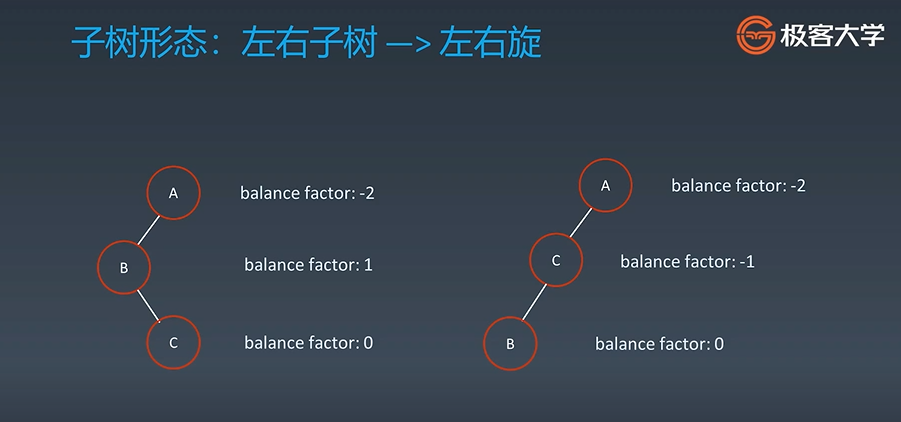 子树形态：左右子树 —> 左右旋
极客大学
A
balance factor: -2
B
balance factor: 1
C
balance factor: 0
A
balance factor: -2
C
balance factor: -1
B
balance factor: 0